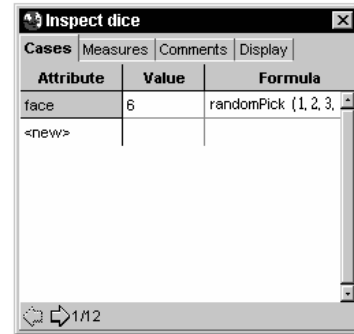 Inspect dice
Cases Measures Comments Display
Attribute Value Formula
face 6 randomPick (1, 2, 3,
<new>
1/12